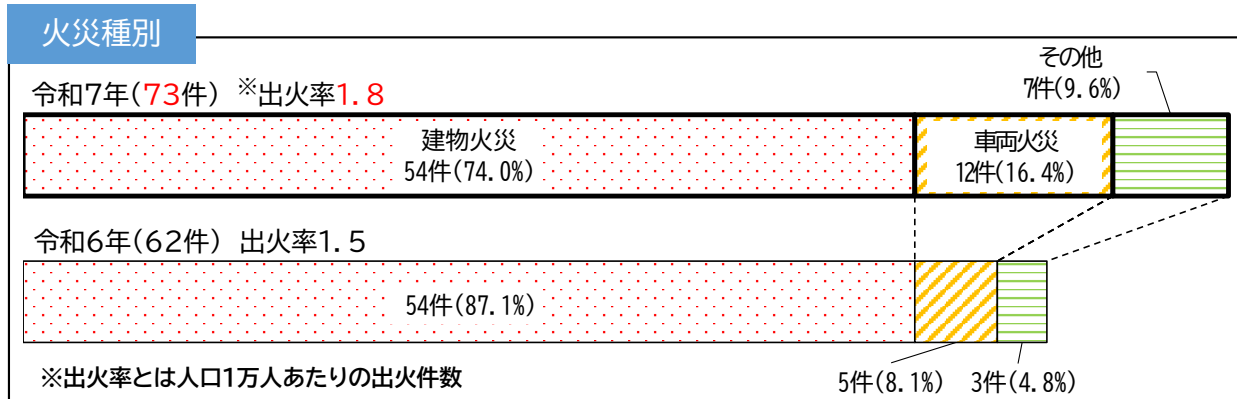 火災種別
令和7年(73件) ※出火率1.8
その他
7件(9.6%)
建物火災
54件(74.0%)
車両火災
12件(16.4%)
令和6年(62件) 出火率1.5
54件(87.1%)
5件(8.1%) 3件(4.8%)
※出火率とは人口1万人あたりの出火件数